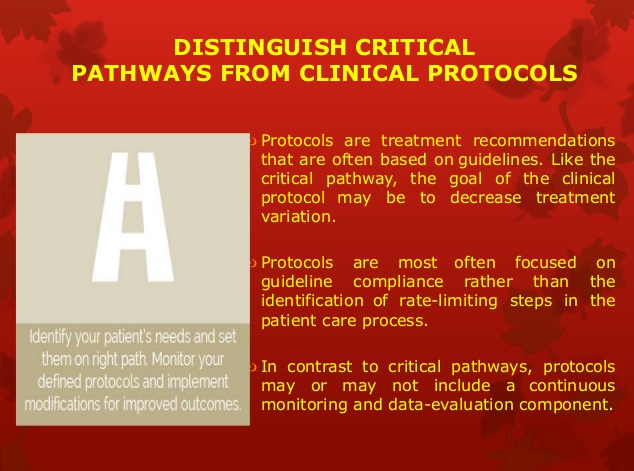 DISTINGUISH CRITICAL
PATHWAYS FROM CLINICAL PROTOCOLS
Protocols are treatment recommendations
that are often based on guidelines. Like the
critical pathway, the goal of the clinical
protocol may be to decrease treatment
variation.
Protocols are most often focused on
guideline compliance rather than the
identification of rate-limiting steps in the
patient care process.
In contrast to critical pathways, protocols
may or may not include a continuous
monitoring and data-evaluation component.
Identify your patient's needs and set
them on right path. Monitor your
defined protocols and implement
modifications for improved outcomes.